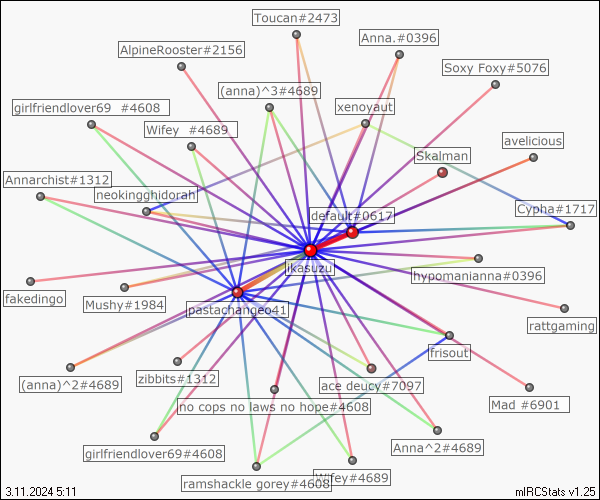 Toucan#2473
Anna.#0396
AlpineRooster#2156
Soxy Foxy#5076
(anna)^3#4689
girlfriendlover69 #4608
xenoyaut
Wifey #4689
avelicious
Skalman
Annarchist#1312
neokingghidorah
default#0617
Cypha#1717
likasuzu
hypomanianna#0396
fakedingo
Mushy#1984
pastachangeo41
rattgaming
frisout
(anna)^2#4689
zibbits#1312
ace deucy#7097
no cops no laws no hope#4608
Mad #6901
girlfriendlover69#4608
Anna^2#4689
ramshackle gorey#4608
Wifey#4689
3.11.2024 5:11
mIRCStats v1.25